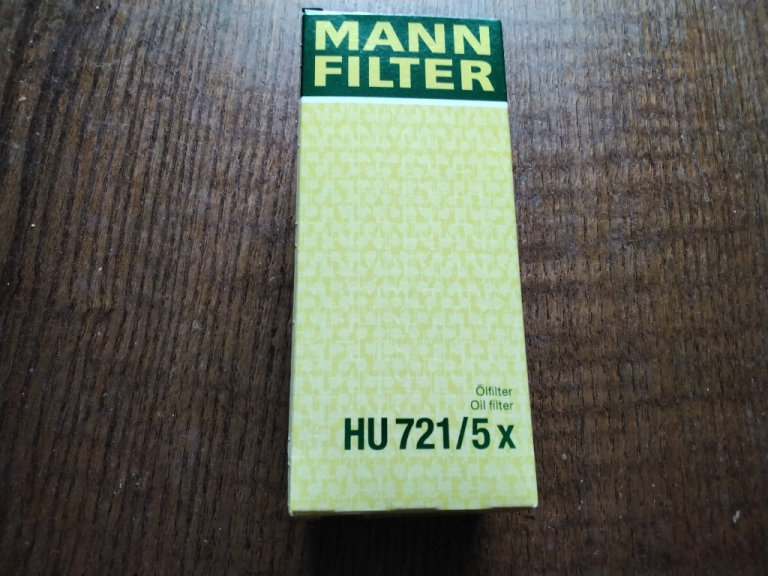 MANN
FILTER
Ölfilter
Oil filter
HU 721/5 x